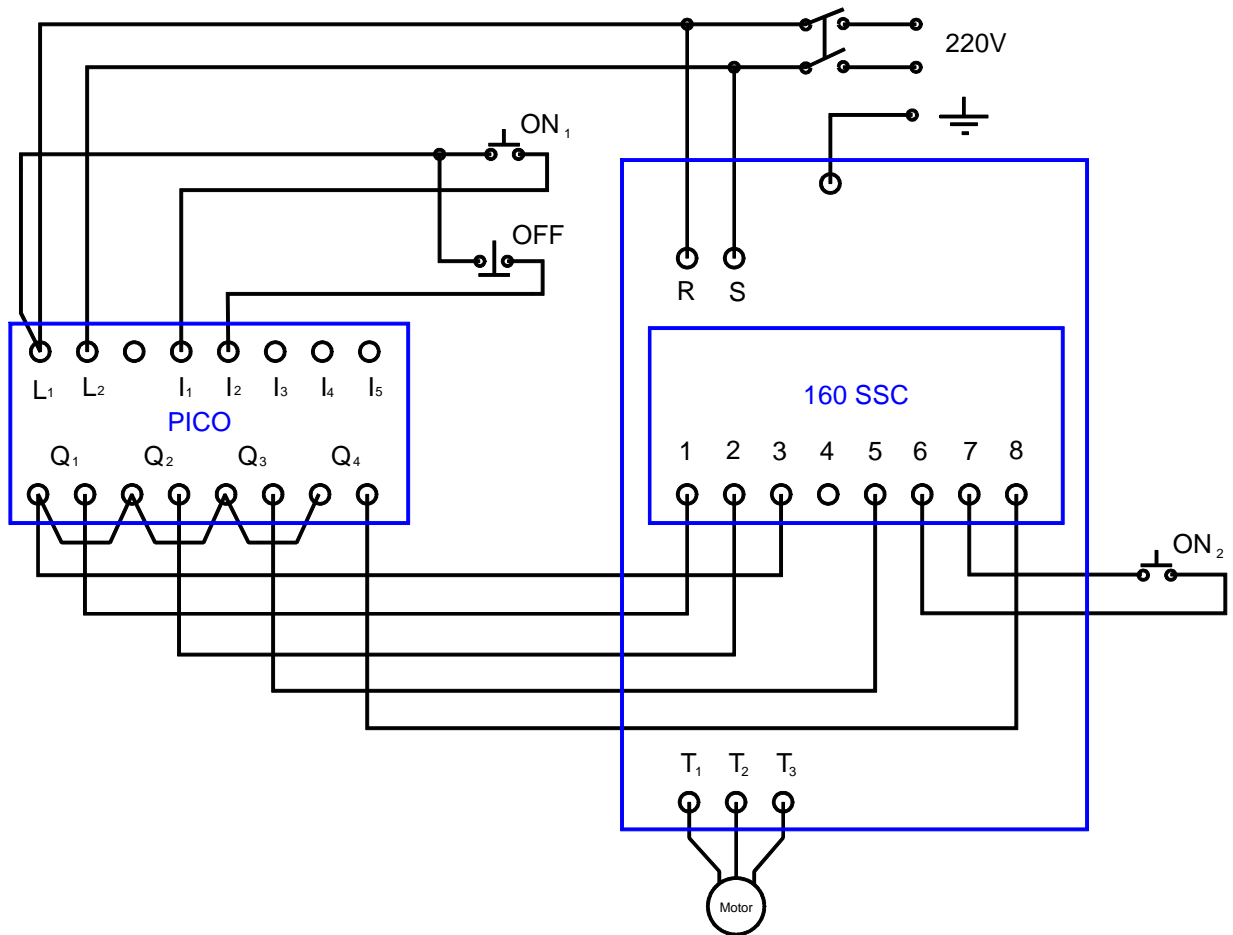 220V
ON₁
OFF
R S
L₁ L₂ I₁ I₂ I₃ I₄ I₅
PICO
160 SSC
Q₁ Q₂ Q₃ Q₄
1 2 3 4 5 6 7 8
ON₂
T₁ T₂ T₃
Motor